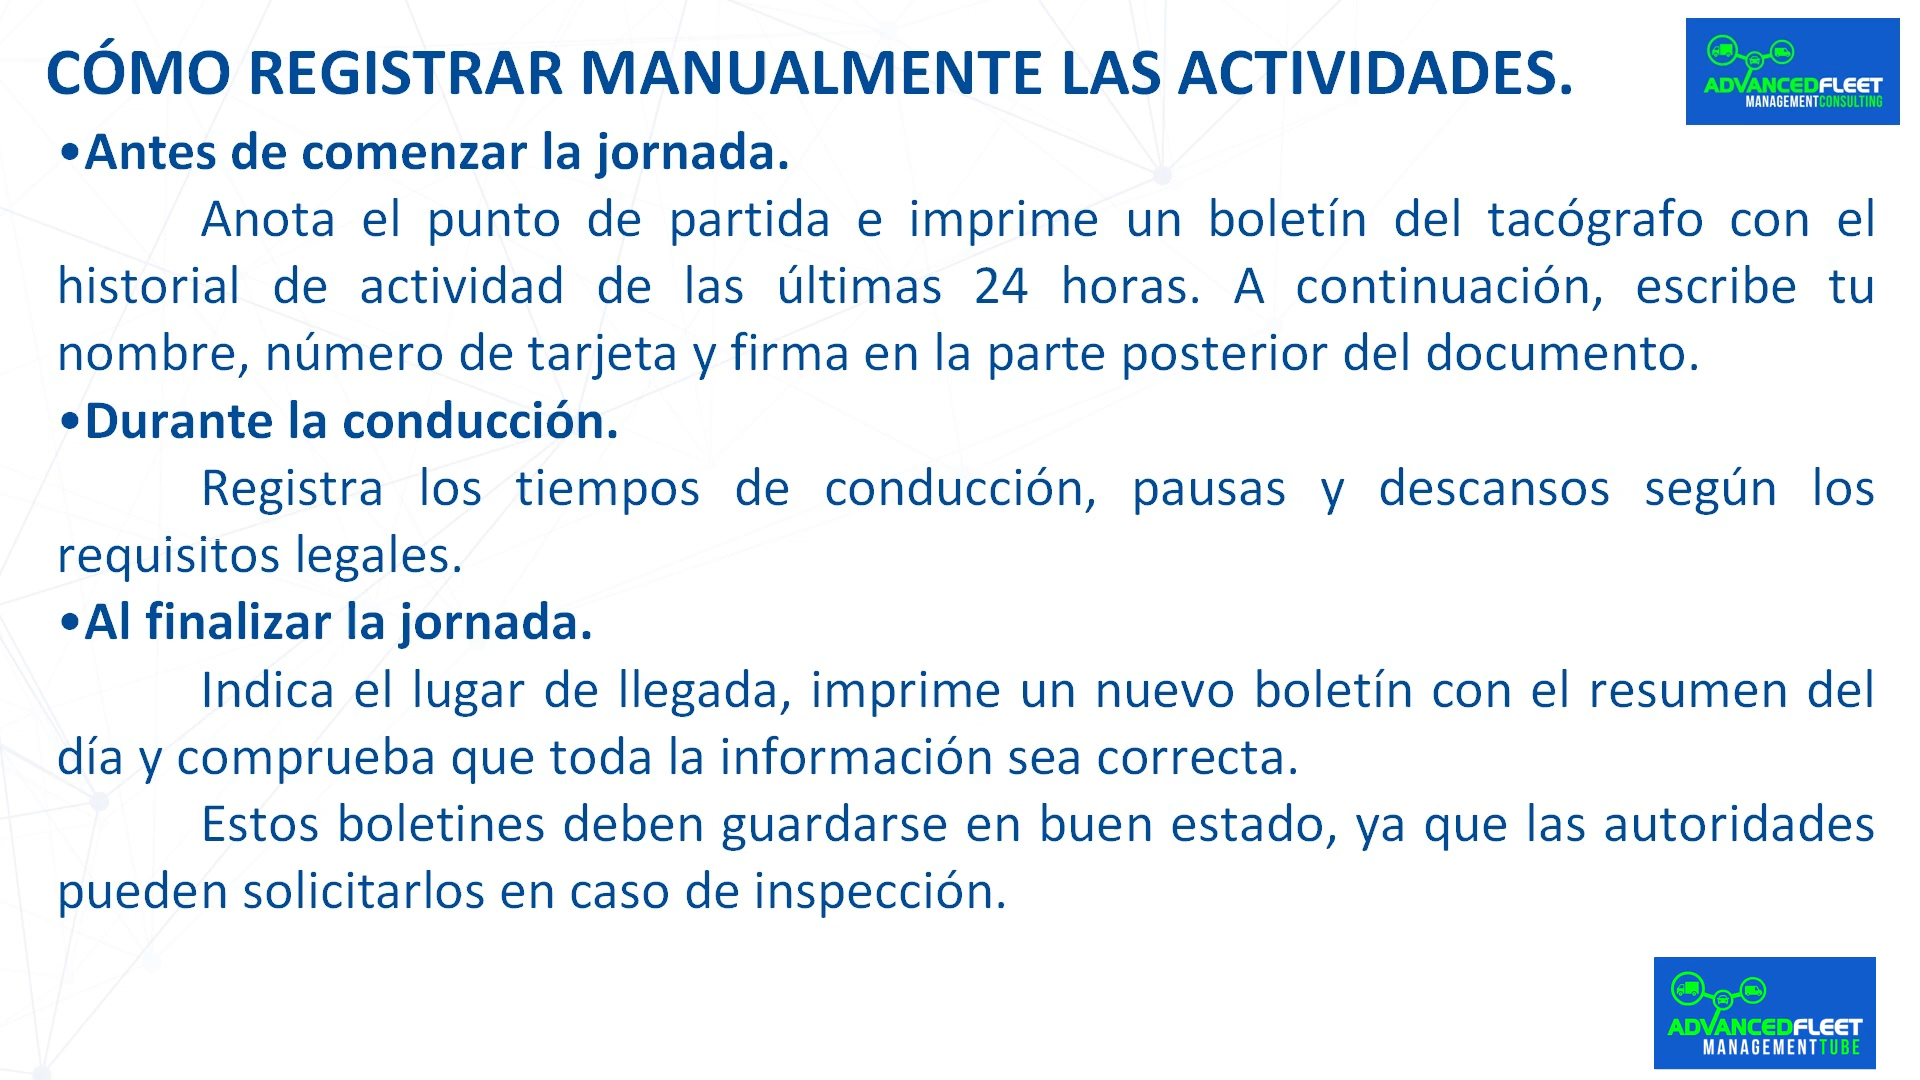 CÓMO REGISTRAR MANUALMENTE LAS ACTIVIDADES.
ADVANCEDFLEET
MANAGEMENTCONSULTING
•Antes de comenzar la jornada.
Anota el punto de partida e imprime un boletín del tacógrafo con el
historial de actividad de las últimas 24 horas. A continuación, escribe tu
nombre, número de tarjeta y firma en la parte posterior del documento.
•Durante la conducción.
Registra los tiempos de conducción, pausas y descansos según los
requisitos legales.
•Al finalizar la jornada.
Indica el lugar de llegada, imprime un nuevo boletín con el resumen del
día y comprueba que toda la información sea correcta.
Estos boletines deben guardarse en buen estado, ya que las autoridades
pueden solicitarlos en caso de inspección.
ADVANCEDFLEET
MANAGEMENTTUBE